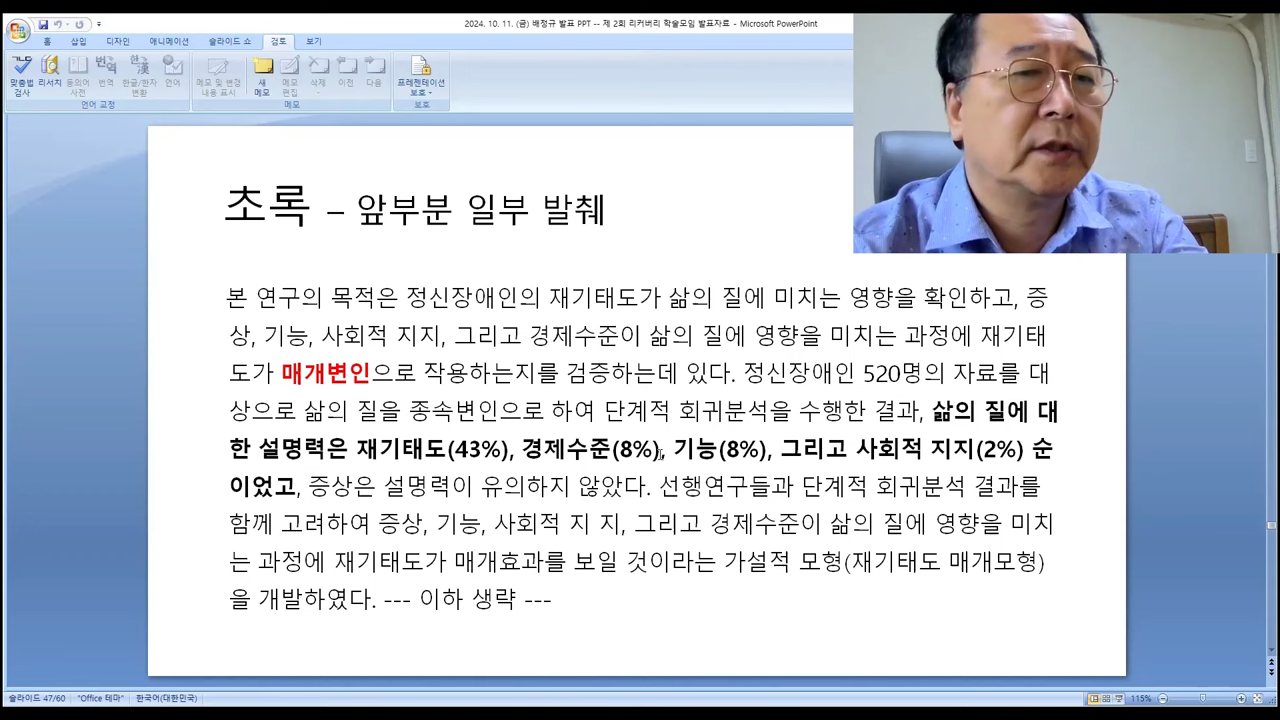 2024. 10. 11. (금) 배정규 발표 PPT -- 제 2회 리커버리 학술모임 발표자료 - Microsoft PowerPoint
홈 삽입 디자인 애니메이션 슬라이드 쇼 검토 보기
맞춤법 검사 리서치 동의어 사전 번역 한글/한자 변환 언어 메모 및 변경 내용 표시 새 메모 메모 편집 삭제 이전 다음 프레젠테이션 보호
언어 교정 메모 보호
초록 – 앞부분 일부 발췌
본 연구의 목적은 정신장애인의 재기태도가 삶의 질에 미치는 영향을 확인하고, 증
상, 기능, 사회적 지지, 그리고 경제수준이 삶의 질에 영향을 미치는 과정에 재기태
도가 매개변인으로 작용하는지를 검증하는데 있다. 정신장애인 520명의 자료를 대
상으로 삶의 질을 종속변인으로 하여 단계적 회귀분석을 수행한 결과, 삶의 질에 대
한 설명력은 재기태도(43%), 경제수준(8%), 기능(8%), 그리고 사회적 지지(2%) 순
이었고, 증상은 설명력이 유의하지 않았다. 선행연구들과 단계적 회귀분석 결과를
함께 고려하여 증상, 기능, 사회적 지 지, 그리고 경제수준이 삶의 질에 영향을 미치
는 과정에 재기태도가 매개효과를 보일 것이라는 가설적 모형(재기태도 매개모형)
을 개발하였다. --- 이하 생략 ---
슬라이드 47/60 "Office 테마" 한국어(대한민국) 115%